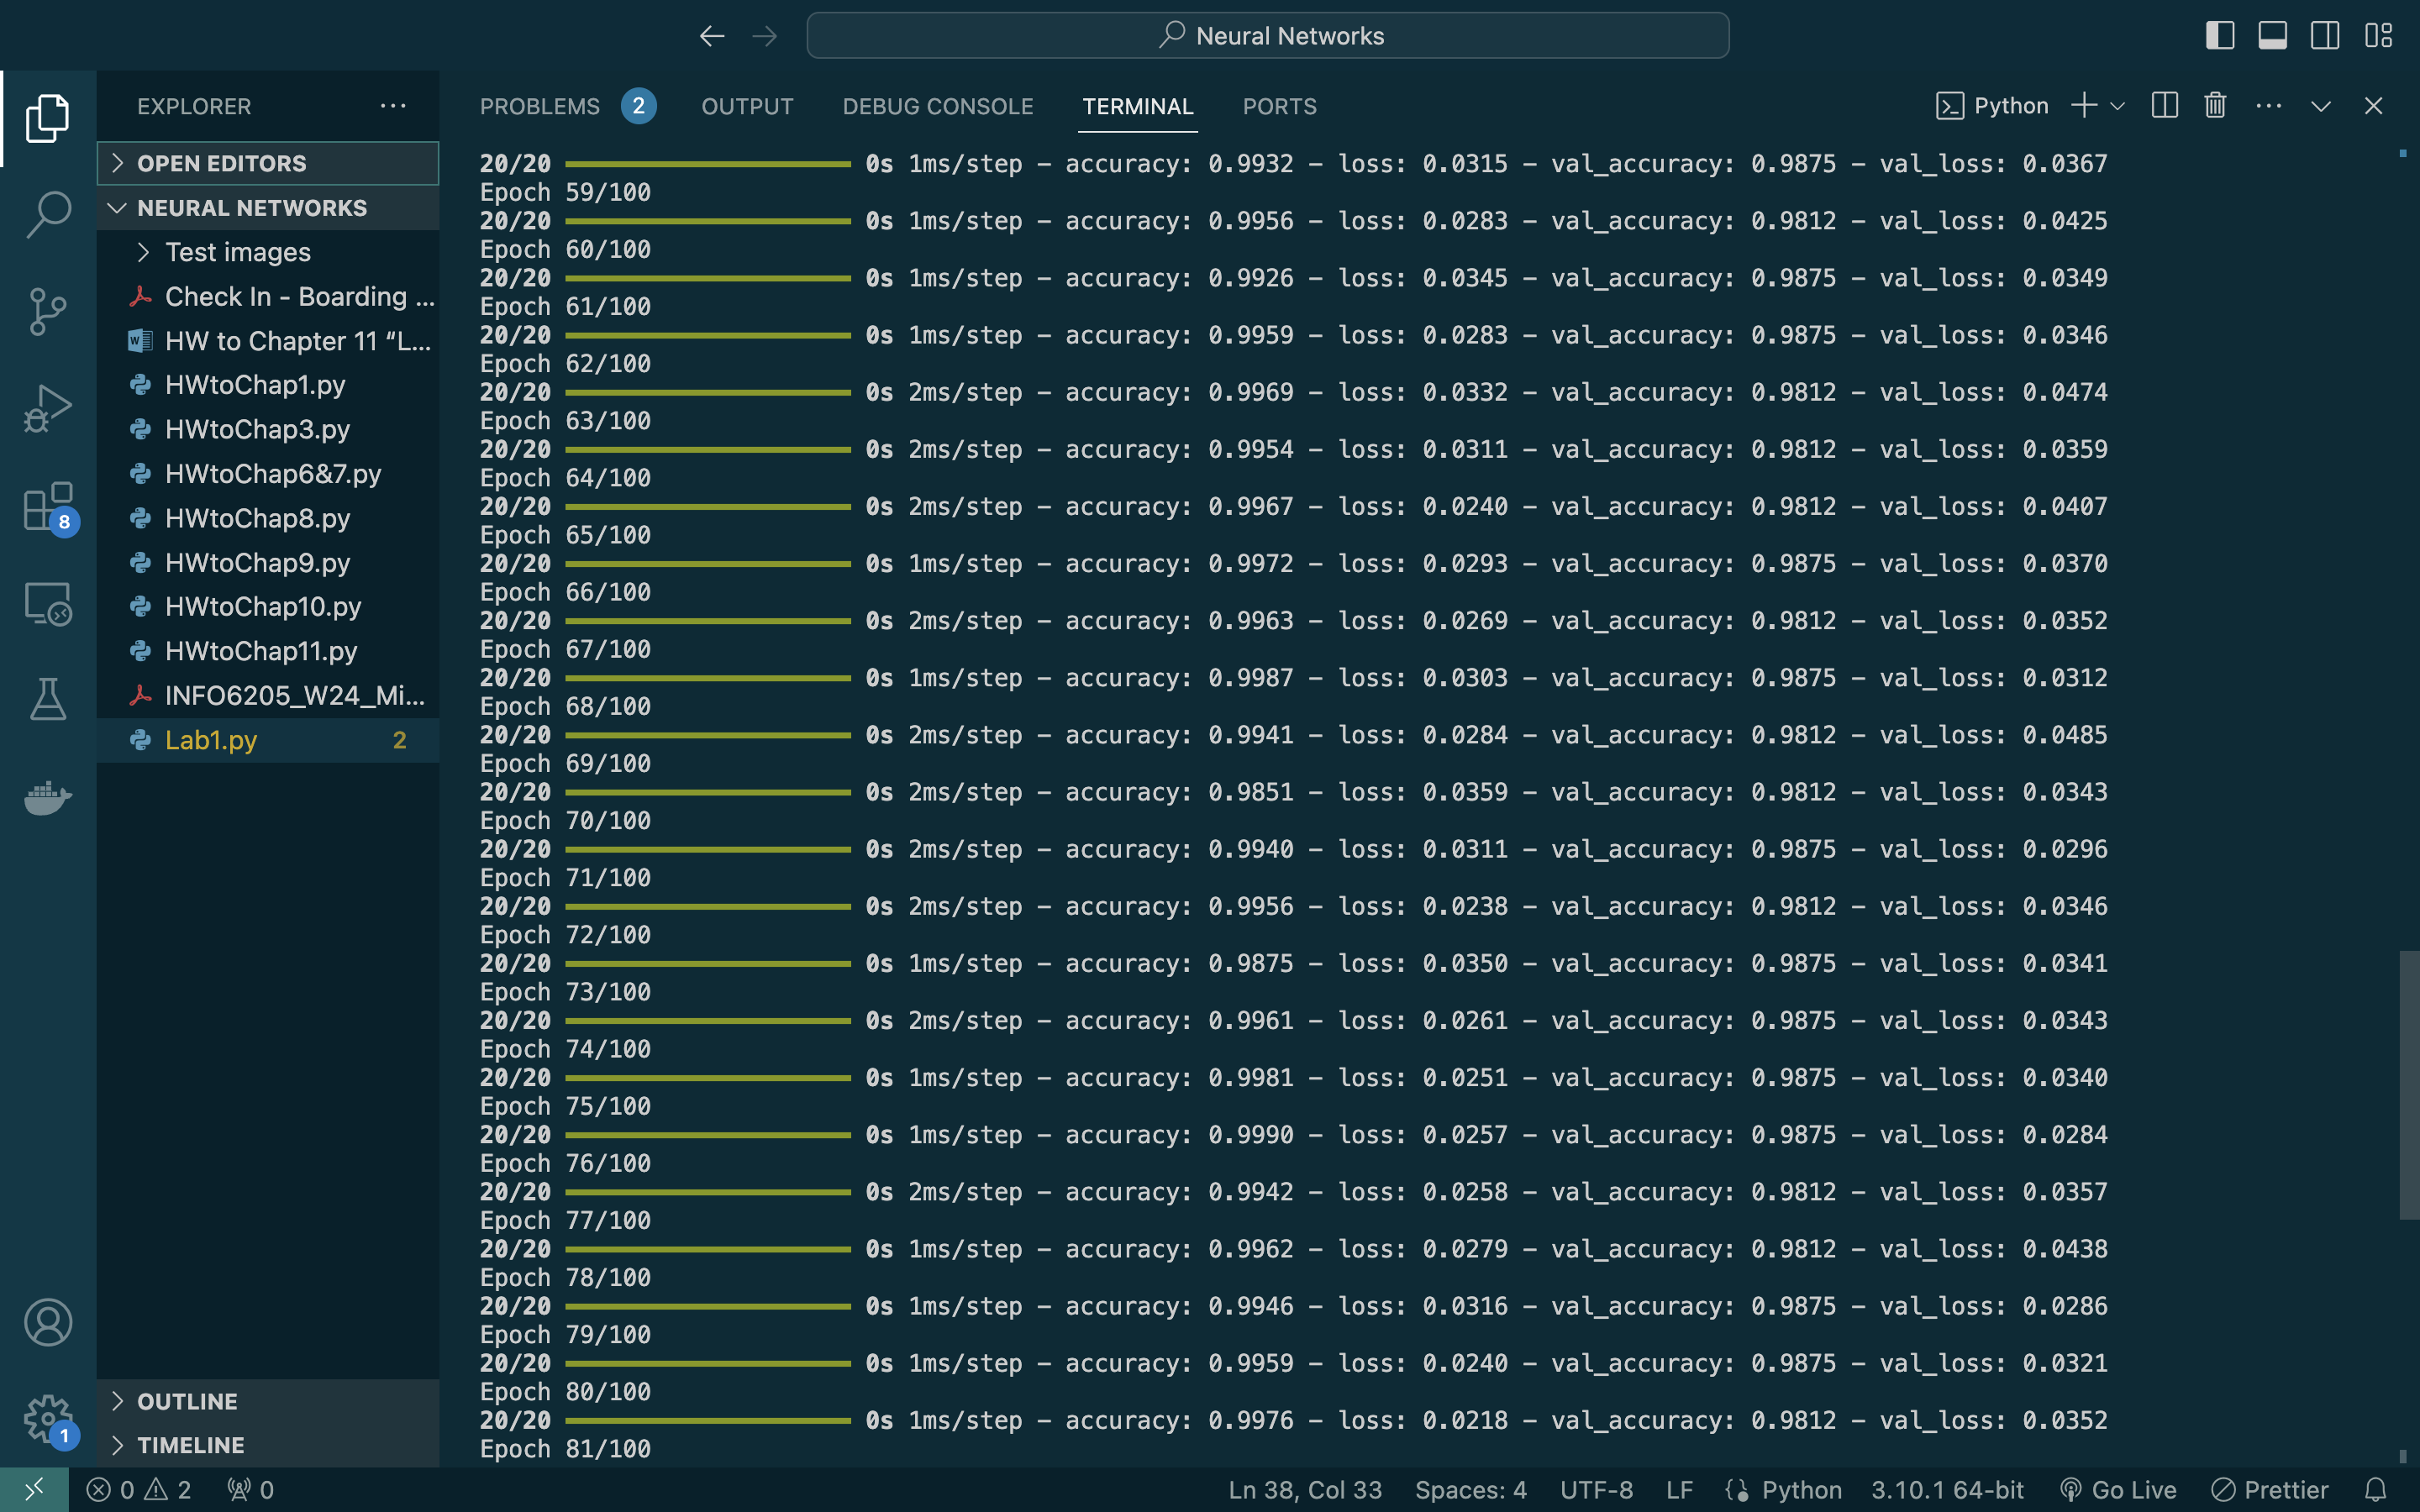 Neural Networks
EXPLORER
OPEN EDITORS
NEURAL NETWORKS
Test images
Check In - Boarding ...
HW to Chapter 11 “L...
HWtoChap1.py
HWtoChap3.py
HWtoChap6&7.py
HWtoChap8.py
HWtoChap9.py
HWtoChap10.py
HWtoChap11.py
INFO6205_W24_Mi...
Lab1.py 2
OUTLINE
TIMELINE
8
1
PROBLEMS 2 OUTPUT DEBUG CONSOLE TERMINAL PORTS
Python
20/20 0s 1ms/step – accuracy: 0.9932 – loss: 0.0315 – val_accuracy: 0.9875 – val_loss: 0.0367
Epoch 59/100
20/20 0s 1ms/step – accuracy: 0.9956 – loss: 0.0283 – val_accuracy: 0.9812 – val_loss: 0.0425
Epoch 60/100
20/20 0s 1ms/step – accuracy: 0.9926 – loss: 0.0345 – val_accuracy: 0.9875 – val_loss: 0.0349
Epoch 61/100
20/20 0s 1ms/step – accuracy: 0.9959 – loss: 0.0283 – val_accuracy: 0.9875 – val_loss: 0.0346
Epoch 62/100
20/20 0s 2ms/step – accuracy: 0.9969 – loss: 0.0332 – val_accuracy: 0.9812 – val_loss: 0.0474
Epoch 63/100
20/20 0s 2ms/step – accuracy: 0.9954 – loss: 0.0311 – val_accuracy: 0.9812 – val_loss: 0.0359
Epoch 64/100
20/20 0s 2ms/step – accuracy: 0.9967 – loss: 0.0240 – val_accuracy: 0.9812 – val_loss: 0.0407
Epoch 65/100
20/20 0s 1ms/step – accuracy: 0.9972 – loss: 0.0293 – val_accuracy: 0.9875 – val_loss: 0.0370
Epoch 66/100
20/20 0s 2ms/step – accuracy: 0.9963 – loss: 0.0269 – val_accuracy: 0.9812 – val_loss: 0.0352
Epoch 67/100
20/20 0s 1ms/step – accuracy: 0.9987 – loss: 0.0303 – val_accuracy: 0.9875 – val_loss: 0.0312
Epoch 68/100
20/20 0s 2ms/step – accuracy: 0.9941 – loss: 0.0284 – val_accuracy: 0.9812 – val_loss: 0.0485
Epoch 69/100
20/20 0s 2ms/step – accuracy: 0.9851 – loss: 0.0359 – val_accuracy: 0.9812 – val_loss: 0.0343
Epoch 70/100
20/20 0s 2ms/step – accuracy: 0.9940 – loss: 0.0311 – val_accuracy: 0.9875 – val_loss: 0.0296
Epoch 71/100
20/20 0s 2ms/step – accuracy: 0.9956 – loss: 0.0238 – val_accuracy: 0.9812 – val_loss: 0.0346
Epoch 72/100
20/20 0s 1ms/step – accuracy: 0.9875 – loss: 0.0350 – val_accuracy: 0.9875 – val_loss: 0.0341
Epoch 73/100
20/20 0s 2ms/step – accuracy: 0.9961 – loss: 0.0261 – val_accuracy: 0.9875 – val_loss: 0.0343
Epoch 74/100
20/20 0s 1ms/step – accuracy: 0.9981 – loss: 0.0251 – val_accuracy: 0.9875 – val_loss: 0.0340
Epoch 75/100
20/20 0s 1ms/step – accuracy: 0.9990 – loss: 0.0257 – val_accuracy: 0.9875 – val_loss: 0.0284
Epoch 76/100
20/20 0s 2ms/step – accuracy: 0.9942 – loss: 0.0258 – val_accuracy: 0.9812 – val_loss: 0.0357
Epoch 77/100
20/20 0s 1ms/step – accuracy: 0.9962 – loss: 0.0279 – val_accuracy: 0.9812 – val_loss: 0.0438
Epoch 78/100
20/20 0s 1ms/step – accuracy: 0.9946 – loss: 0.0316 – val_accuracy: 0.9875 – val_loss: 0.0286
Epoch 79/100
20/20 0s 1ms/step – accuracy: 0.9959 – loss: 0.0240 – val_accuracy: 0.9875 – val_loss: 0.0321
Epoch 80/100
20/20 0s 1ms/step – accuracy: 0.9976 – loss: 0.0218 – val_accuracy: 0.9812 – val_loss: 0.0352
Epoch 81/100
0 2 0 Ln 38, Col 33 Spaces: 4 UTF-8 LF Python 3.10.1 64-bit Go Live Prettier